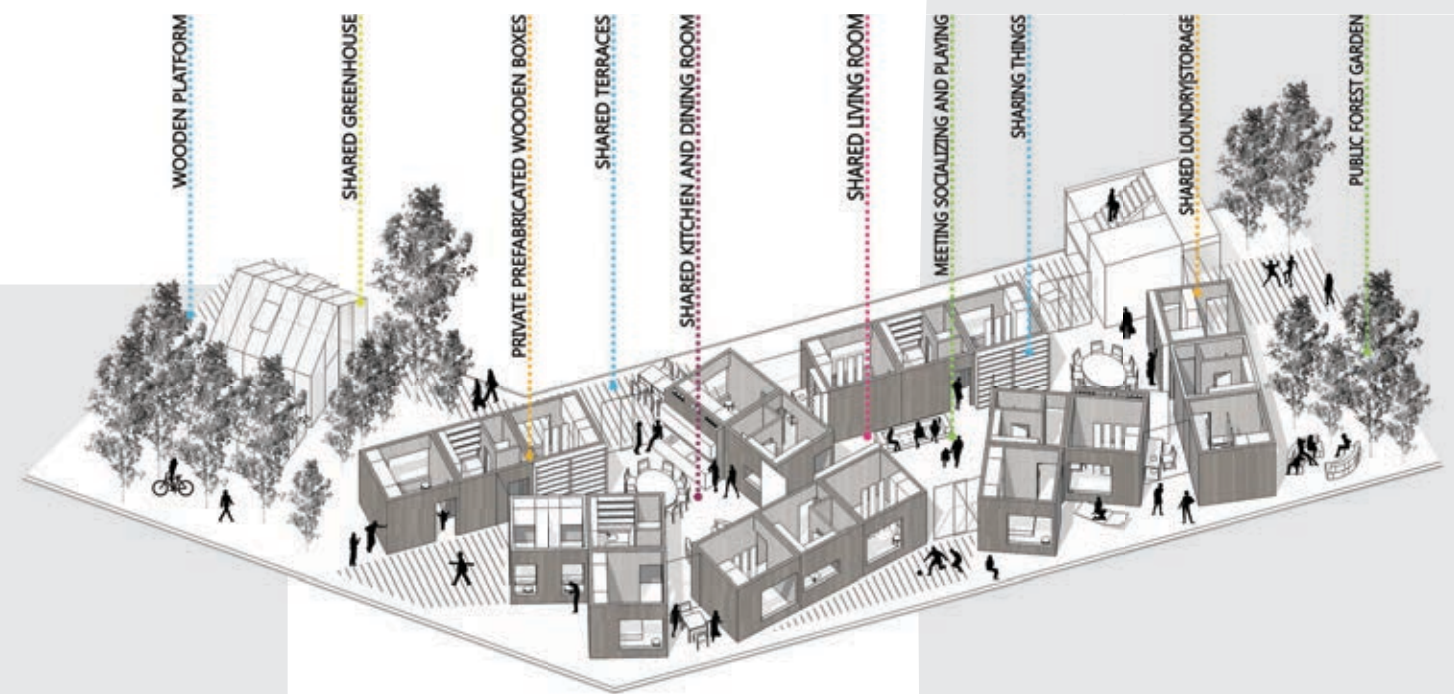 WOODEN PLATFORM
SHARED GREENHOUSE
PRIVATE PREFABRICATED WOODEN BOXES
SHARED TERRACES
SHARED KITCHEN AND DINING ROOM
SHARED LIVING ROOM
MEETING SOCIALIZING AND PLAYING
SHARING THINGS
SHARED LOUNDRY|STORAGE
PUBLIC FOREST GARDEN